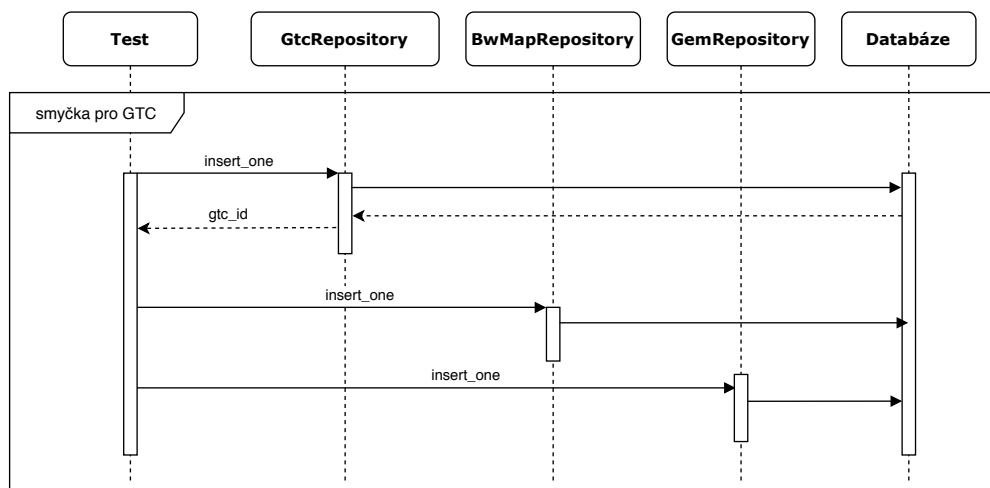 Test
GtcRepository
BwMapRepository
GemRepository
Databáze
smyčka pro GTC
insert_one
gtc_id
insert_one
insert_one